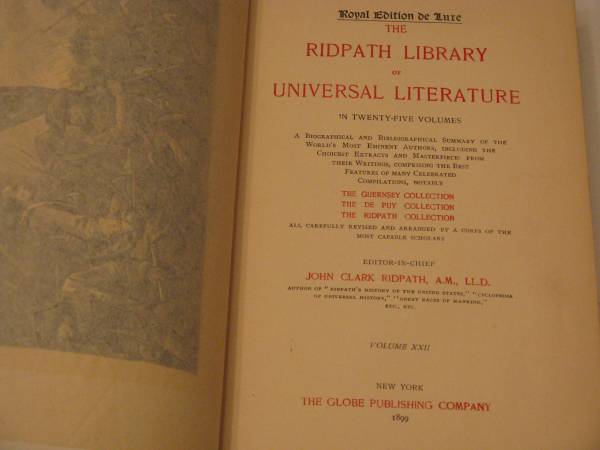 Royal Edition de Luxe
THE
RIDPATH LIBRARY
OF
UNIVERSAL LITERATURE
IN TWENTY-FIVE VOLUMES
A BIOGRAPHICAL AND BIBLIOGRAPHICAL SUMMARY OF THE
WORLD'S MOST EMINENT AUTHORS, INCLUDING THE
CHOICEST EXTRACTS AND MASTERPIECES FROM
THEIR WRITINGS, COMPRISING THE BEST
FEATURES OF MANY CELEBRATED
COMPILATIONS, NOTABLY
THE GUERNSEY COLLECTION
THE DE PUY COLLECTION
THE RIDPATH COLLECTION
ALL CAREFULLY REVISED AND ARRANGED BY A CORPS OF THE
MOST CAPABLE SCHOLARS
EDITOR-IN-CHIEF
JOHN CLARK RIDPATH, A.M., LL.D.
AUTHOR OF "RIDPATH'S HISTORY OF THE UNITED STATES," "CYCLOPEDIA
OF UNIVERSAL HISTORY," "GREAT RACES OF MANKIND,"
ETC., ETC.
VOLUME XXII
NEW YORK
THE GLOBE PUBLISHING COMPANY
1899